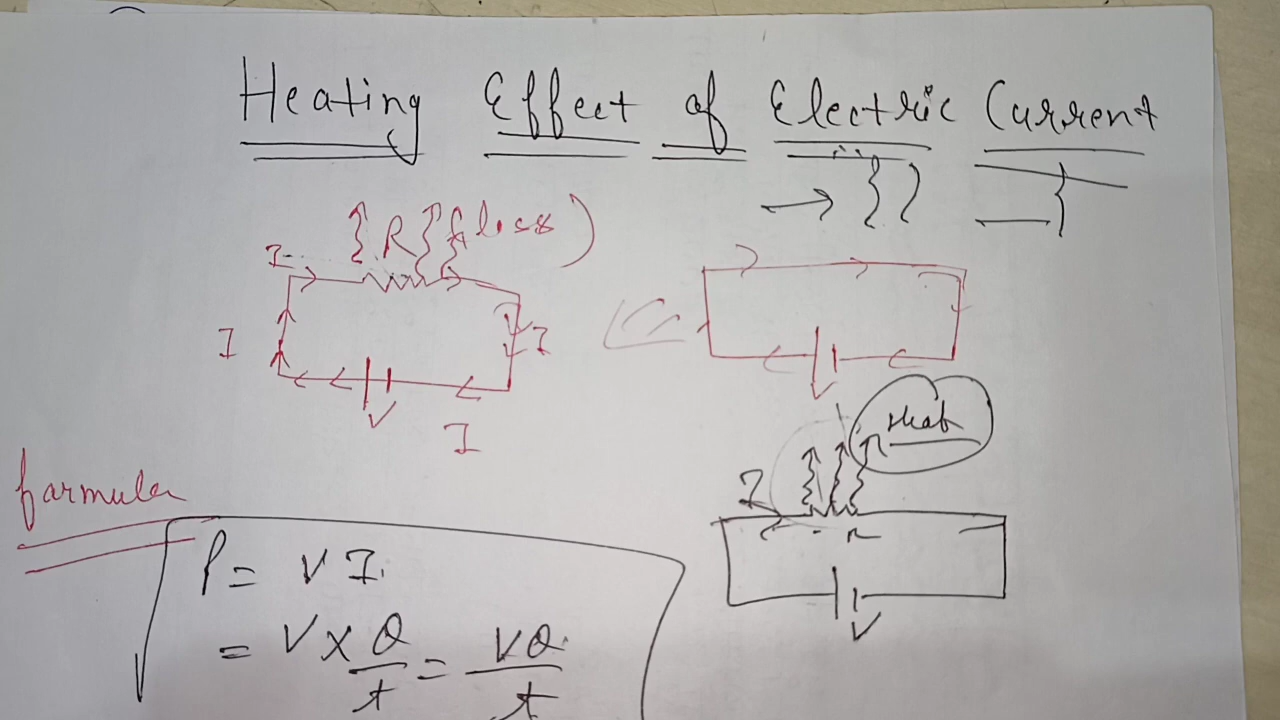 Heating Effect of Electric Current
R (loss)
I
I
I
V
I
V
Heat
I
R
V
formula
P = VI
= V x Q/t = VQ/t